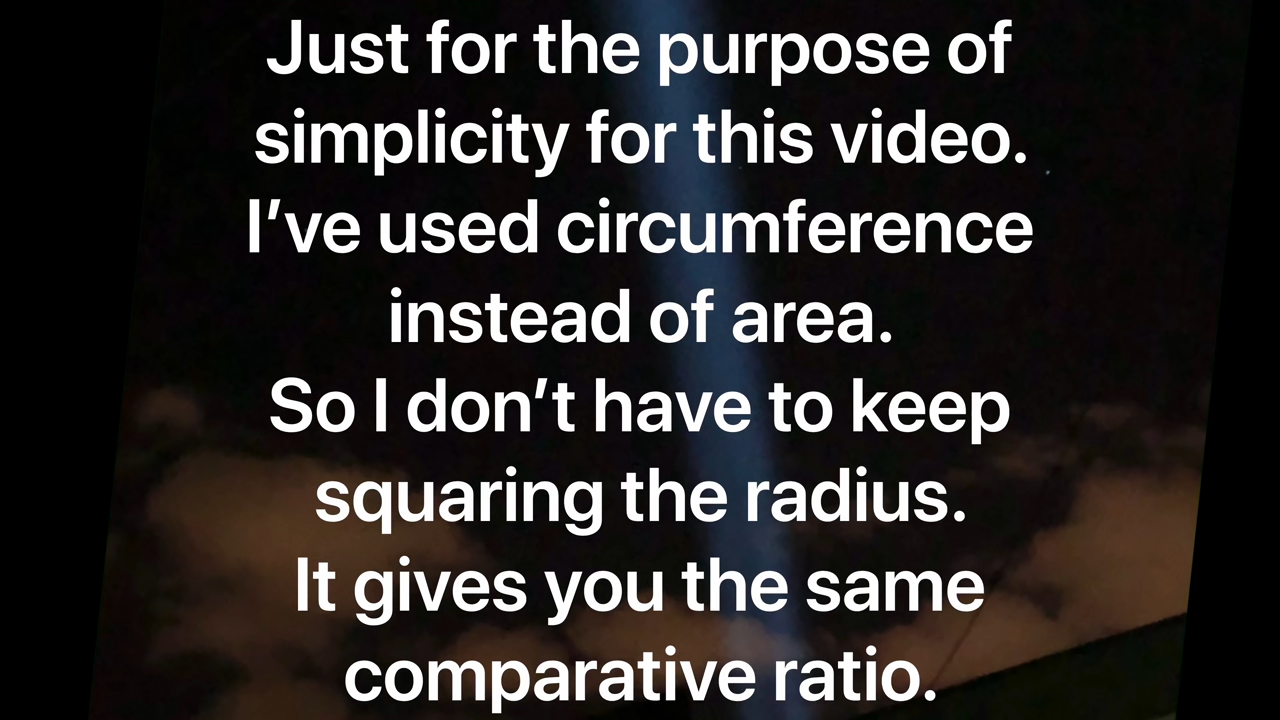 Just for the purpose of
simplicity for this video.
I’ve used circumference
instead of area.
So I don’t have to keep
squaring the radius.
It gives you the same
comparative ratio.